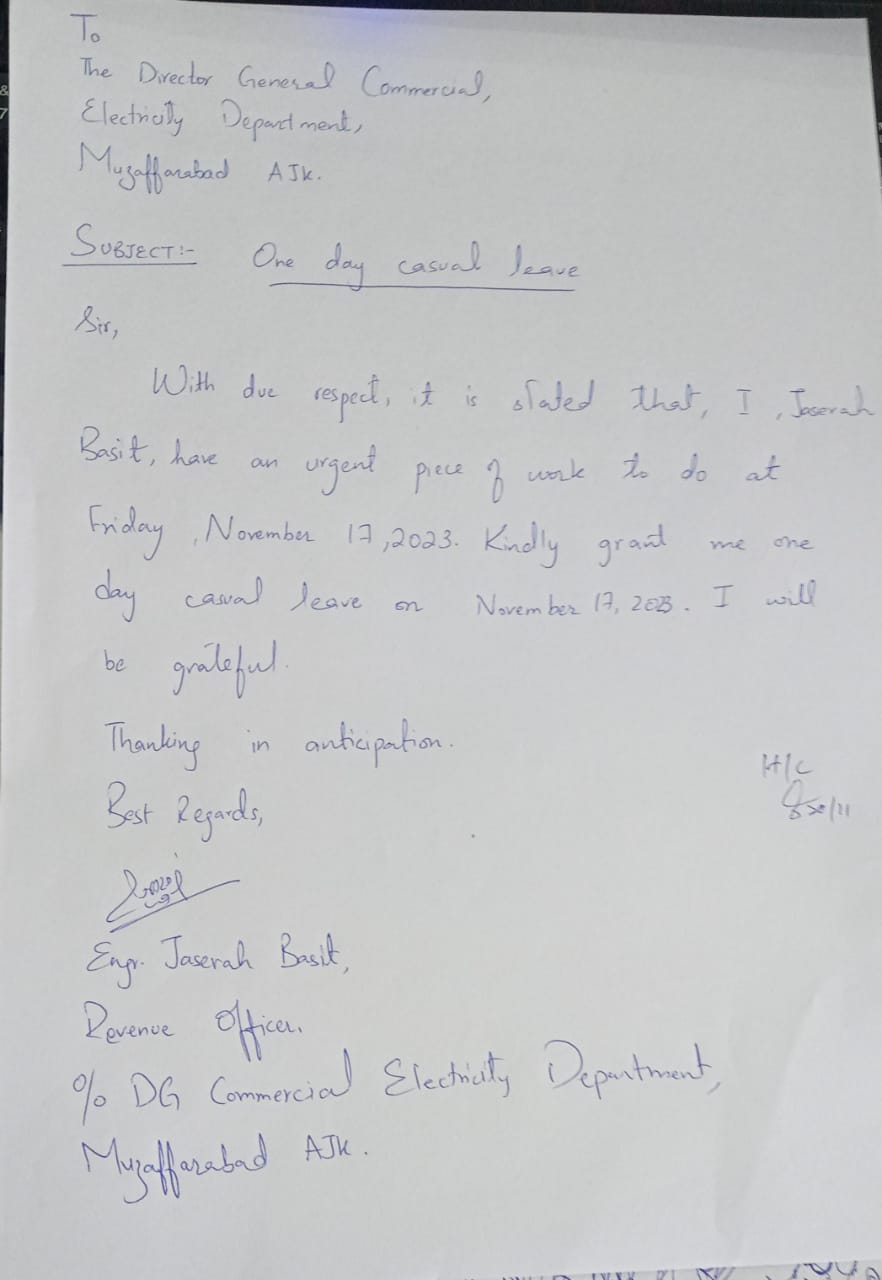 To
The Director General Commercial,
Electricity Department,
Muzaffarabad AJK.
SUBJECT:- One day casual leave
Sir,
With due respect, it is stated that, I, Jaserah
Basit, have an urgent piece of work to do at
Friday, November 17, 2023. Kindly grant me one
day casual leave on November 17, 2023. I will
be grateful.
Thanking in anticipation.
Best Regards,
H/C
Engr. Jaserah Basit,
Revenue Officer.
% DG Commercial Electricity Department,
Muzaffarabad AJK.